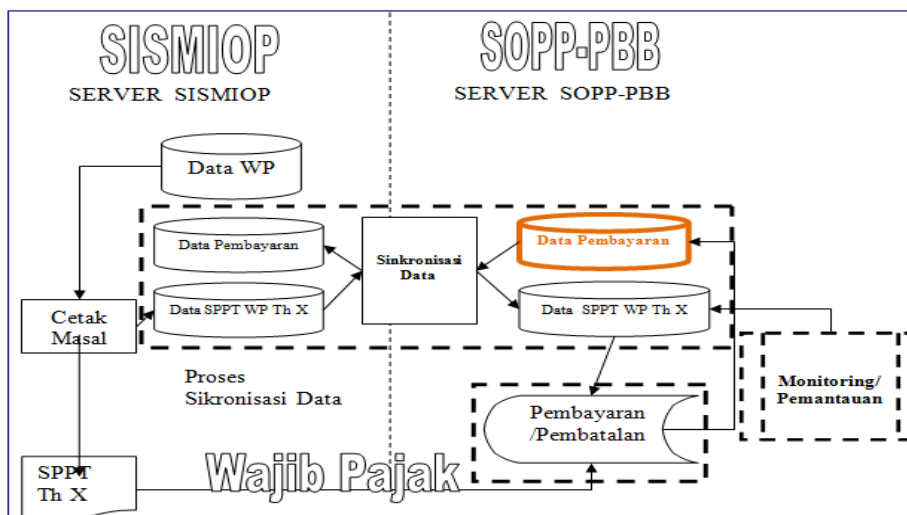 SISMIOP
SERVER SISMIOP
SOPP-PBB
SERVER SOPP-PBB
Data WP
Data Pembayaran
Sinkronisasi
Data
Data Pembayaran
Cetak
Masal
Data SPPT WP Th X
Data SPPT WP Th X
Monitoring/
Pemantauan
Proses
Sikronisasi Data
Pembayaran
/Pembatalan
SPPT
Th X
Wajib Pajak